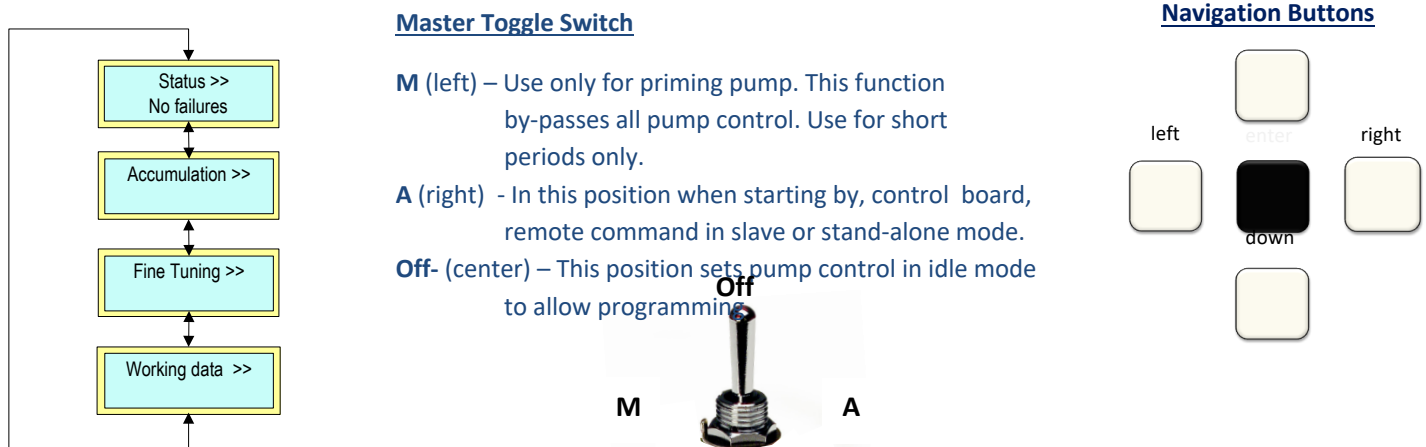 Status >>
No failures
Accumulation >>
Fine Tuning >>
Working data >>
Master Toggle Switch
M (left) – Use only for priming pump. This function
by-passes all pump control. Use for short
periods only.
A (right) - In this position when starting by, control board,
remote command in slave or stand-alone mode.
Off- (center) – This position sets pump control in idle mode
to allow programming
Off
M
A
Navigation Buttons
left
enter
right
down